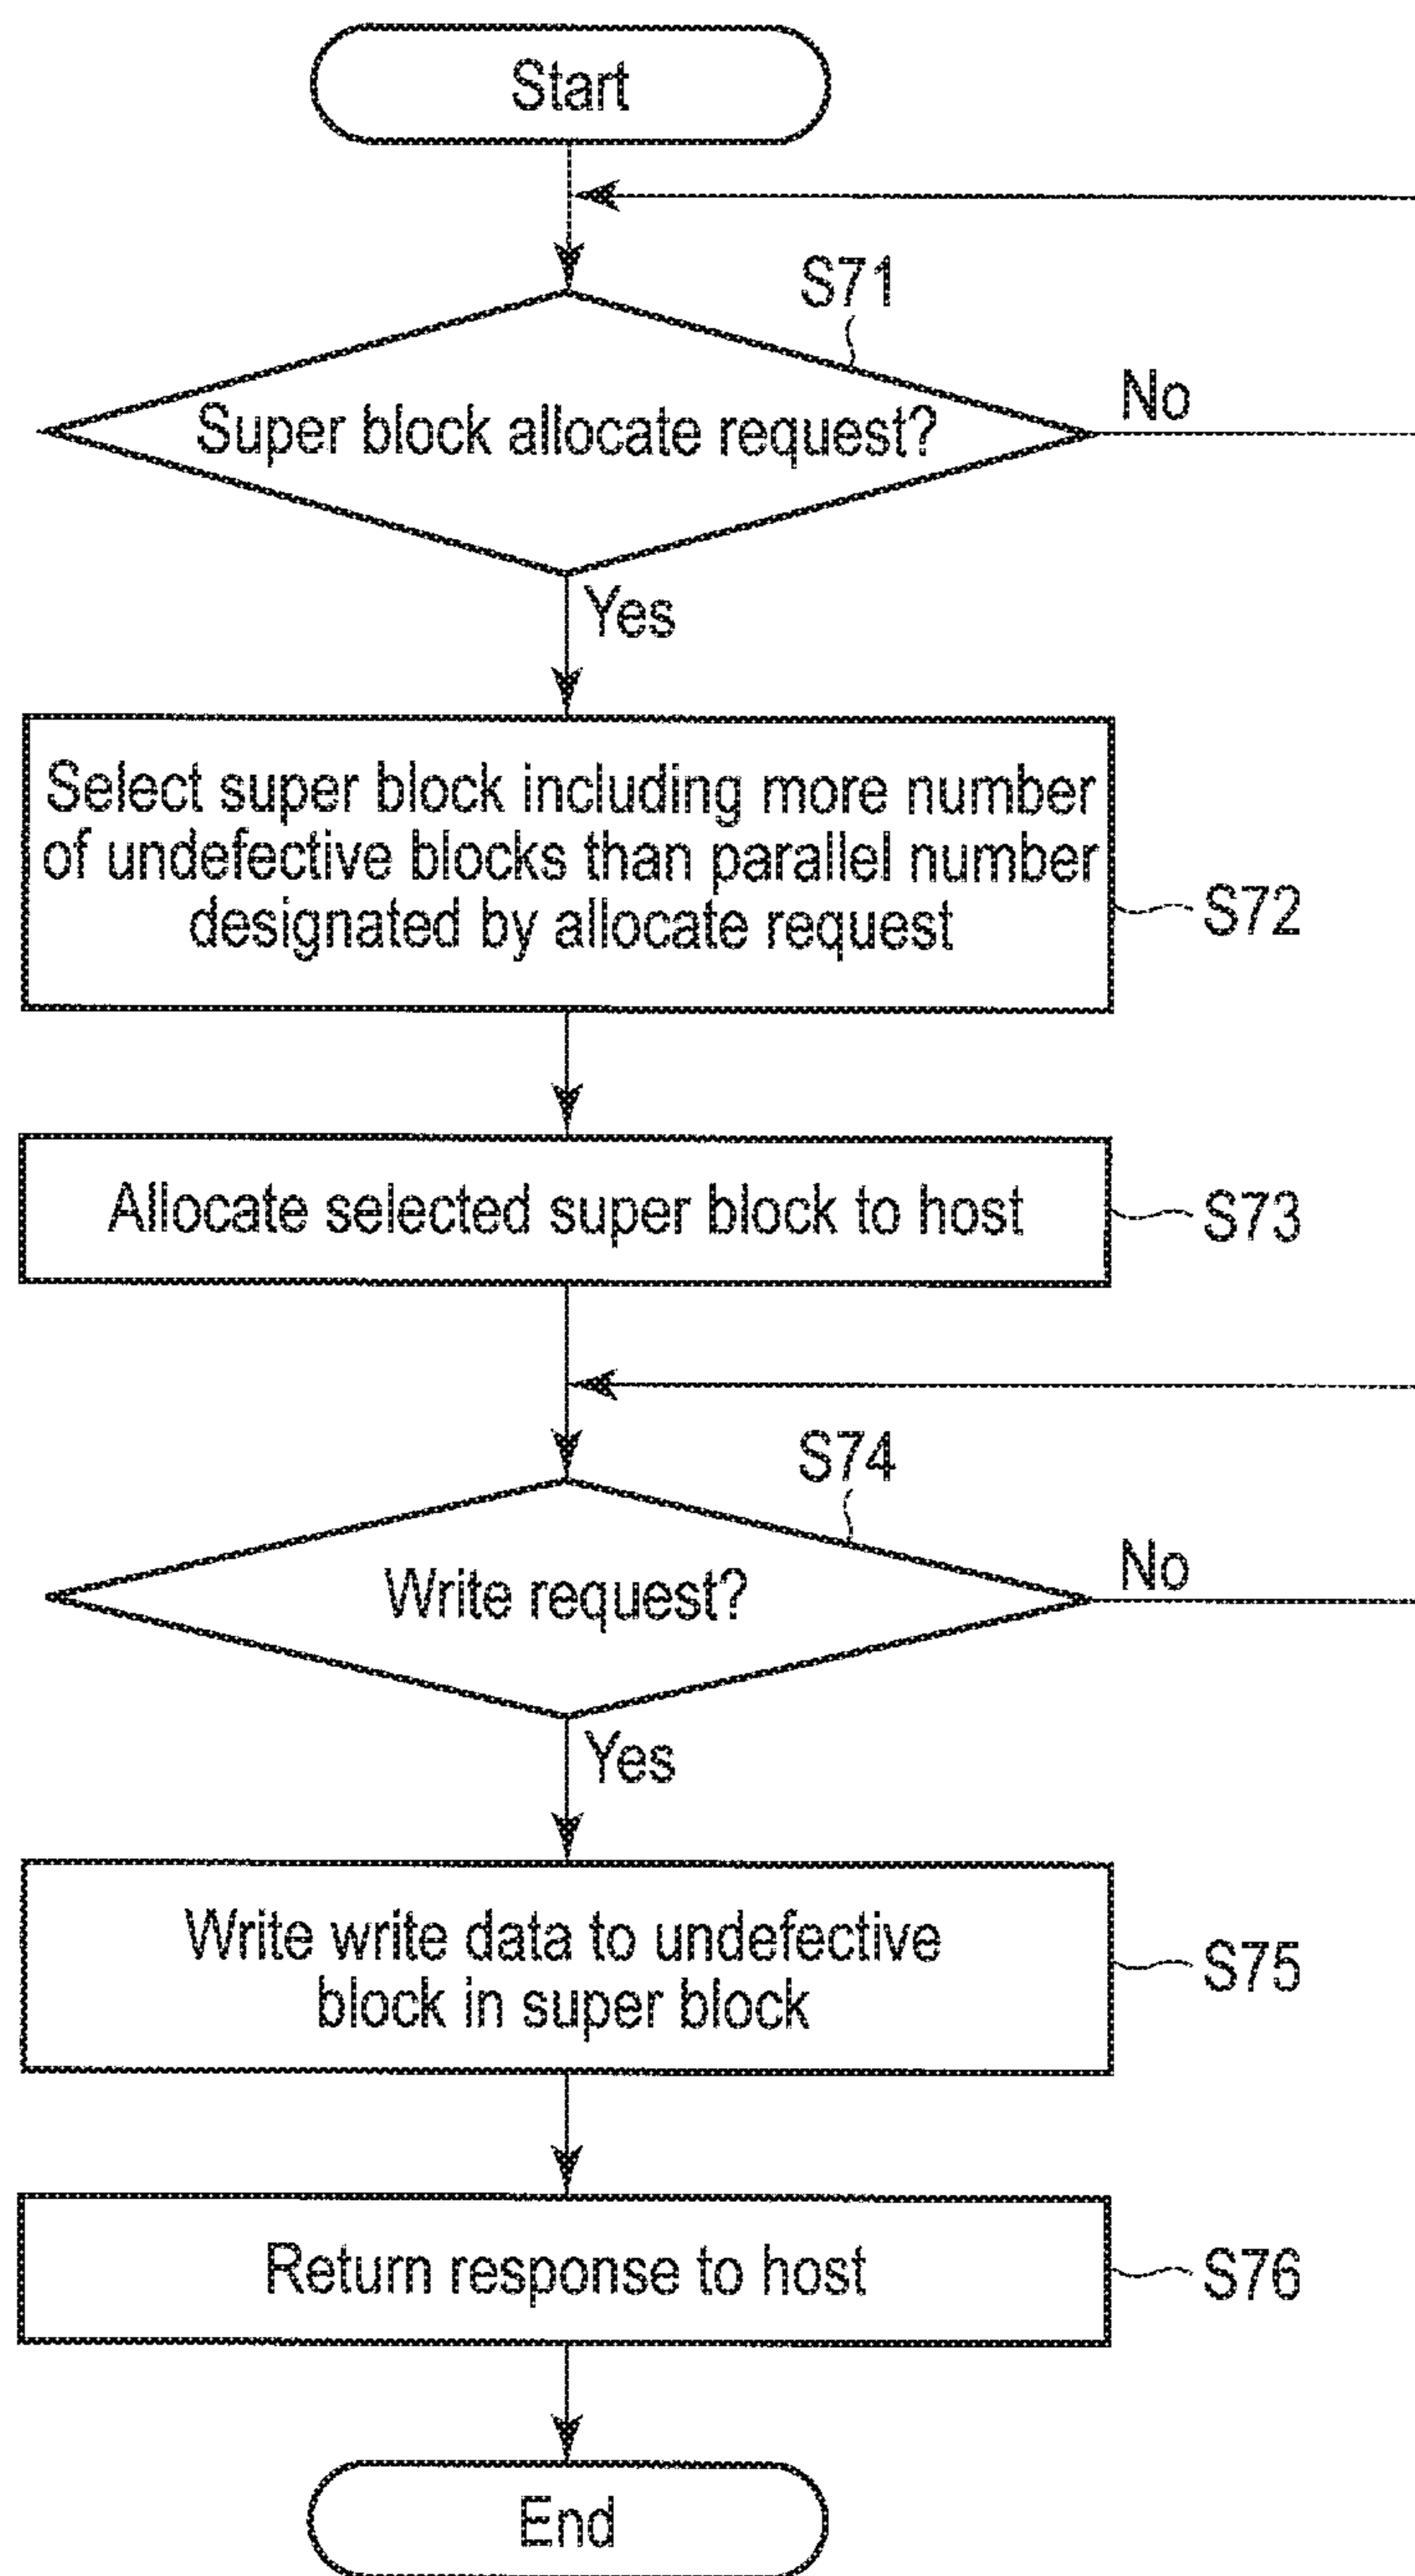 Start
S71
Super block allocate request?
No
Yes
Select super block including more number
of undefective blocks than parallel number
designated by allocate request
S72
Allocate selected super block to host
S73
S74
Write request?
No
Yes
Write write data to undefective
block in super block
S75
Return response to host
S76
End